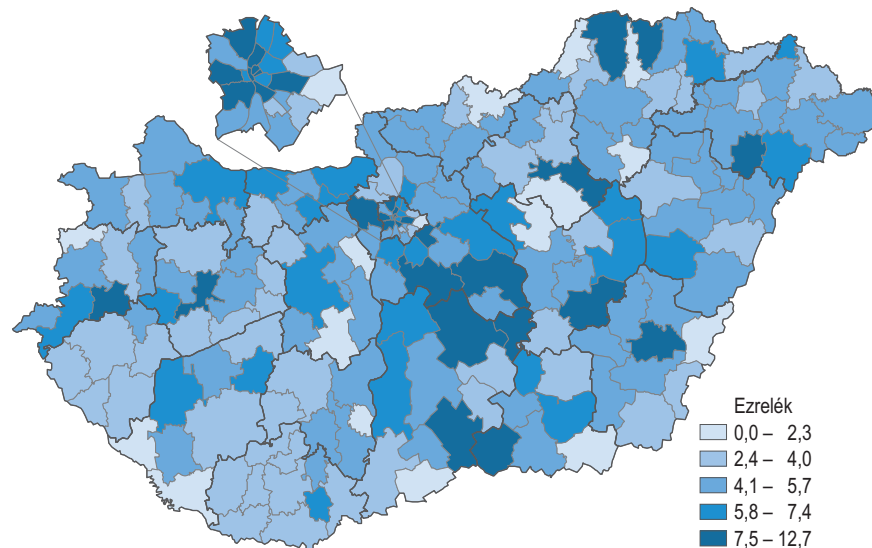 Ezrelék
0,0 – 2,3
2,4 – 4,0
4,1 – 5,7
5,8 – 7,4
7,5 – 12,7